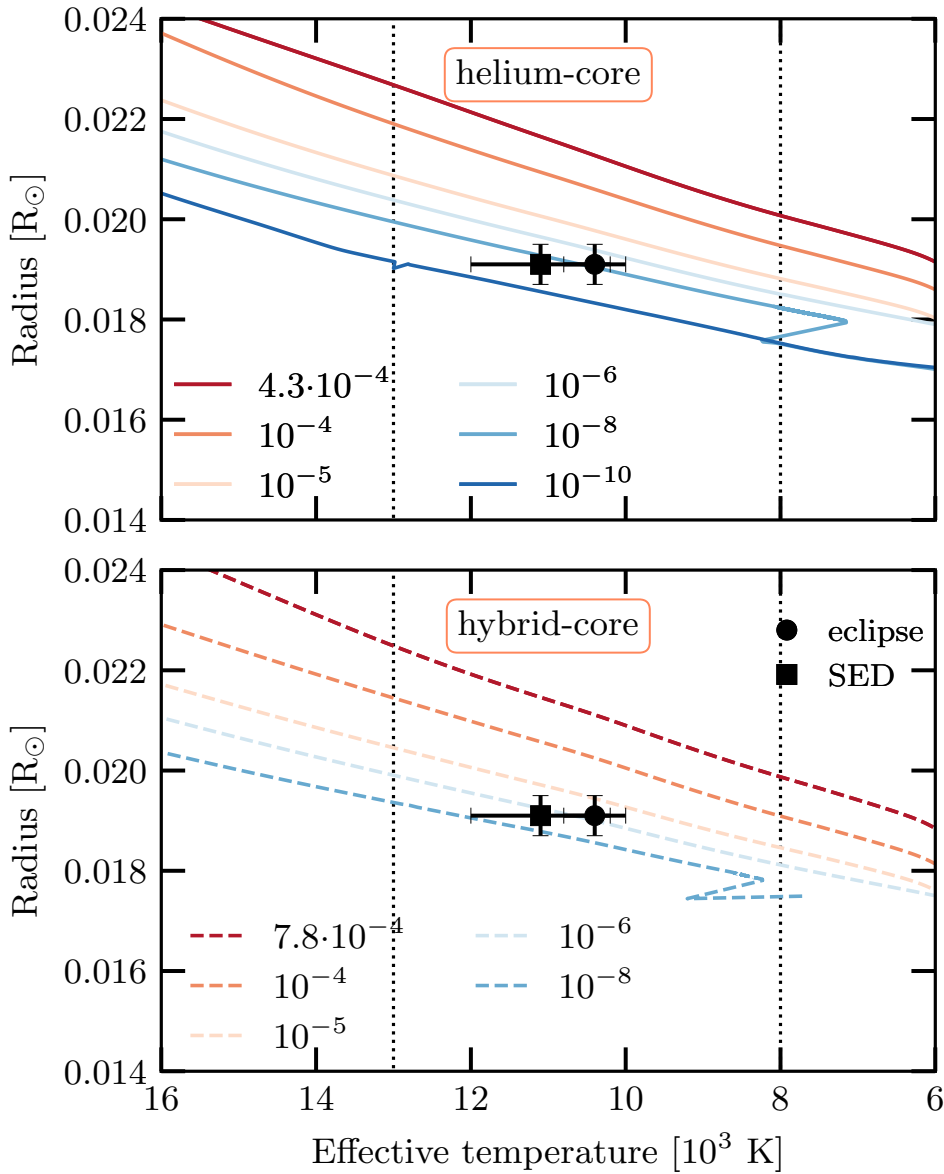 0.024
helium-core
0.022
0.020
Radius [R☉]
0.018
4.3·10⁻⁴ 10⁻⁶
0.016
10⁻⁴ 10⁻⁸
10⁻⁵ 10⁻¹⁰
0.014
0.024
hybrid-core eclipse
0.022
SED
0.020
Radius [R☉]
0.018
7.8·10⁻⁴ 10⁻⁶
0.016
10⁻⁴ 10⁻⁸
10⁻⁵
0.014
16 14 12 10 8 6
Effective temperature [10³ K]